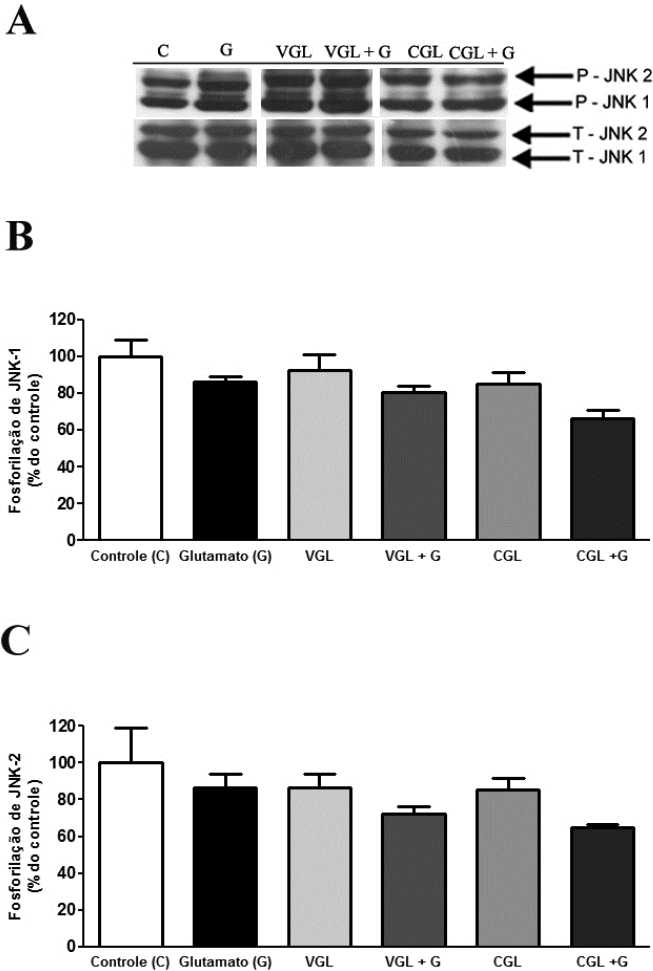 A
C G VGL VGL + G CGL CGL + G
P - JNK 2
P - JNK 1
T - JNK 2
T - JNK 1
B
Fosforilação de JNK-1
(% do controle)
120
100
80
60
40
20
0
Controle (C) Glutamato (G) VGL VGL + G CGL CGL +G
C
Fosforilação de JNK-2
(% do controle)
120
100
80
60
40
20
0
Controle (C) Glutamato (G) VGL VGL + G CGL CGL +G